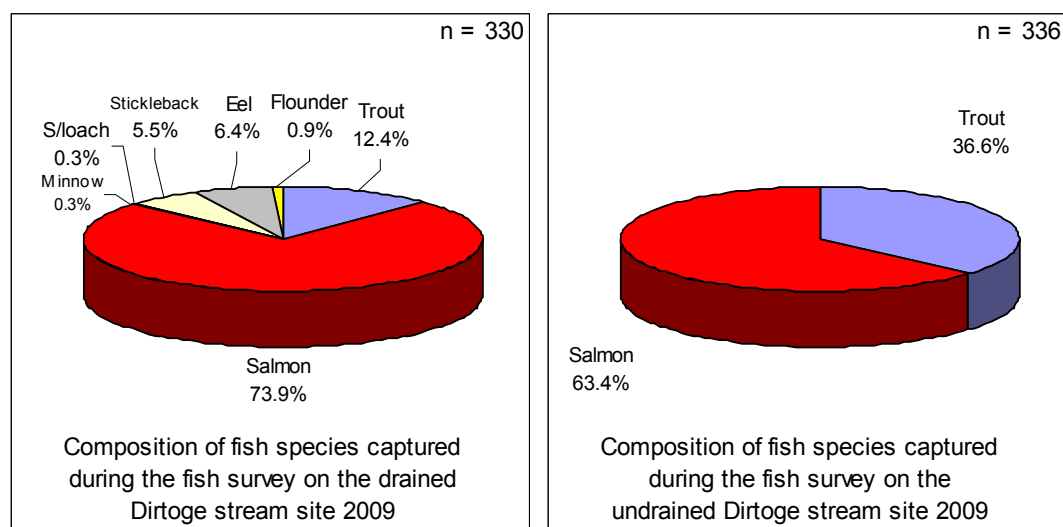 n = 330
Stickleback
5.5%
Eel
6.4%
Flounder
0.9%
Trout
12.4%
S/loach
0.3%
Minnow
0.3%
Salmon
73.9%
Composition of fish species captured
during the fish survey on the drained
Dirtoge stream site 2009
n = 336
Trout
36.6%
Salmon
63.4%
Composition of fish species captured
during the fish survey on the
undrained Dirtoge stream site 2009